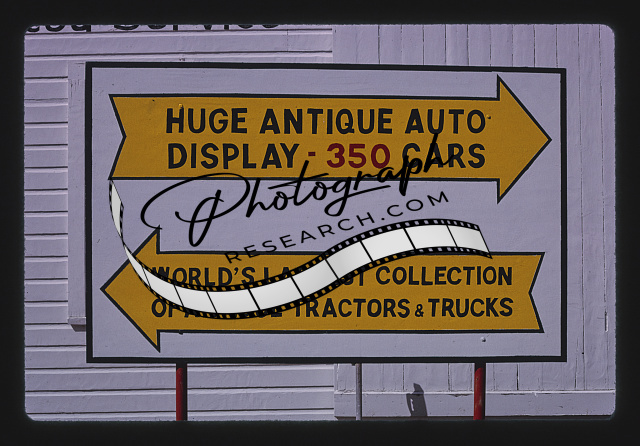 HUGE ANTIQUE AUTO
DISPLAY - 350 CARS
Photograph
RESEARCH.COM
WORLD'S COLLECTION
TRACTORS & TRUCKS